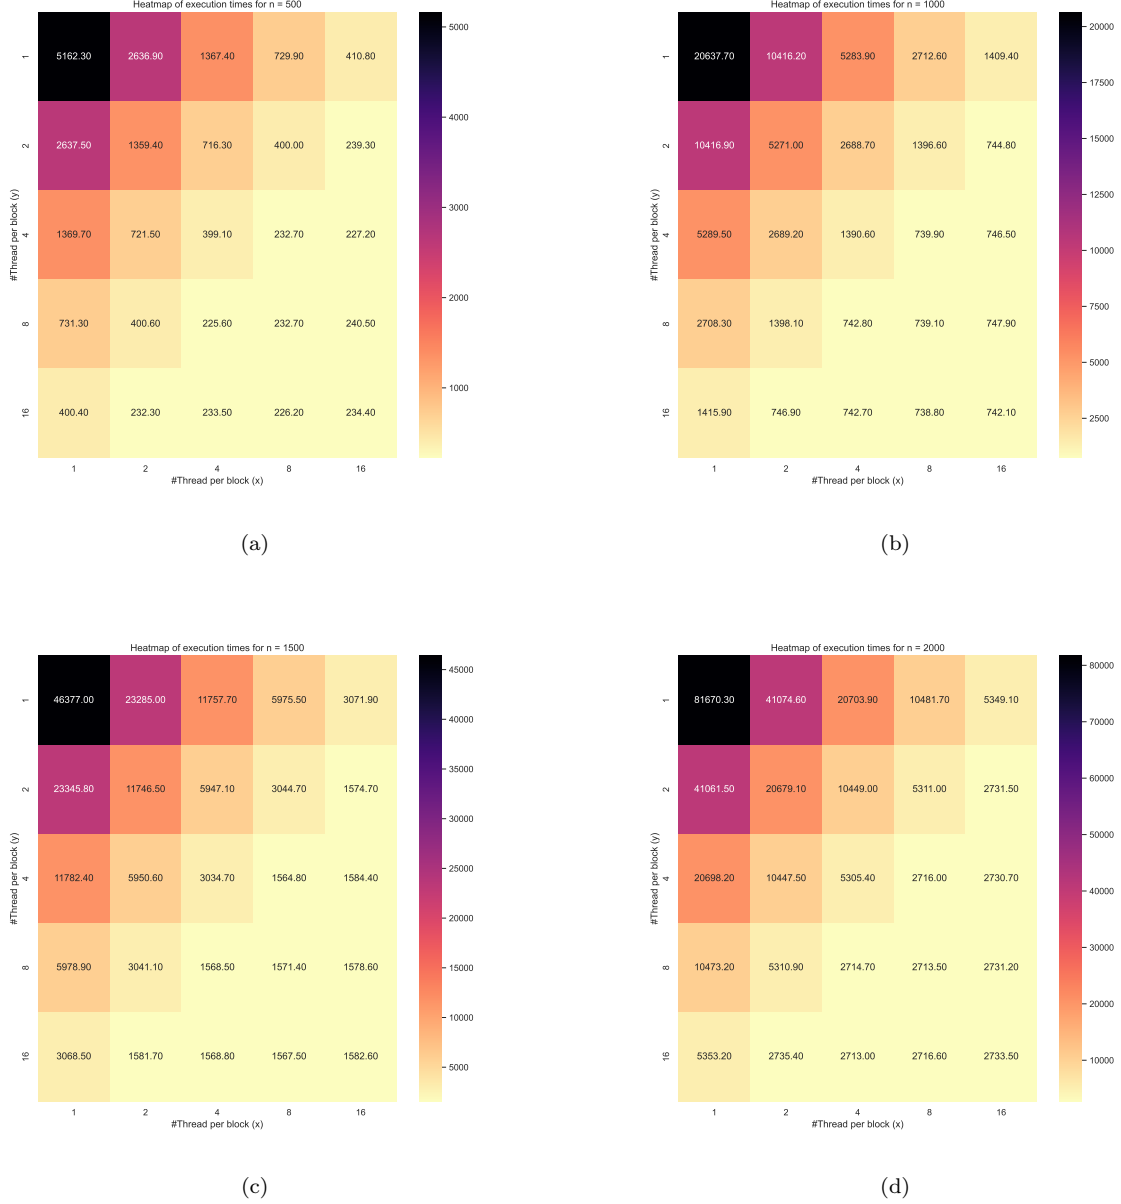 Heatmap of execution times for n = 500
1 5162.30 2636.90 1367.40 729.90 410.80
2 2637.50 1359.40 716.30 400.00 239.30
4 1369.70 721.50 399.10 232.70 227.20
8 731.30 400.60 225.60 232.70 240.50
16 400.40 232.30 233.50 226.20 234.40
1 2 4 8 16
#Thread per block (x)
#Thread per block (y)
5000
4000
3000
2000
1000
(a)
Heatmap of execution times for n = 1000
1 20637.70 10416.20 5283.90 2712.60 1409.40
2 10416.90 5271.00 2688.70 1396.60 744.80
4 5289.50 2689.20 1390.60 739.90 746.50
8 2708.30 1398.10 742.80 739.10 747.90
16 1415.90 746.90 742.70 738.80 742.10
1 2 4 8 16
#Thread per block (x)
#Thread per block (y)
20000
17500
15000
12500
10000
7500
5000
2500
(b)
Heatmap of execution times for n = 1500
1 46377.00 23285.00 11757.70 5975.50 3071.90
2 23345.80 11746.50 5947.10 3044.70 1574.70
4 11782.40 5950.60 3034.70 1564.80 1584.40
8 5978.90 3041.10 1568.50 1571.40 1578.60
16 3068.50 1581.70 1568.80 1567.50 1582.60
1 2 4 8 16
#Thread per block (x)
#Thread per block (y)
45000
40000
35000
30000
25000
20000
15000
10000
5000
(c)
Heatmap of execution times for n = 2000
1 81670.30 41074.60 20703.90 10481.70 5349.10
2 41061.50 20679.10 10449.00 5311.00 2731.50
4 20698.20 10447.50 5305.40 2716.00 2730.70
8 10473.20 5310.90 2714.70 2713.50 2731.20
16 5353.20 2735.40 2713.00 2716.60 2733.50
1 2 4 8 16
#Thread per block (x)
#Thread per block (y)
80000
70000
60000
50000
40000
30000
20000
10000
(d)